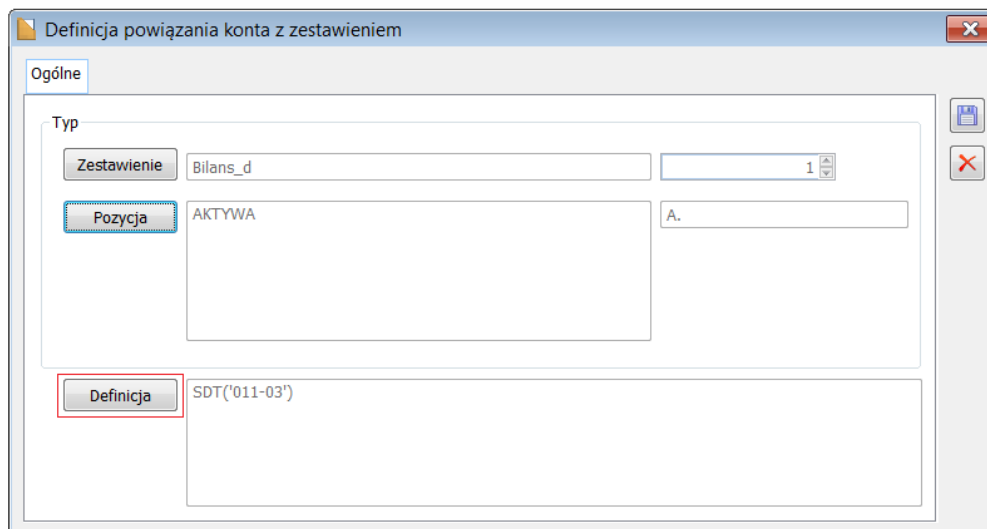 Definicja powiązania konta z zestawieniem
Ogólne
Typ
Zestawienie Bilans_d 1
Pozycja AKTYWA A.
Definicja SDT('011-03')